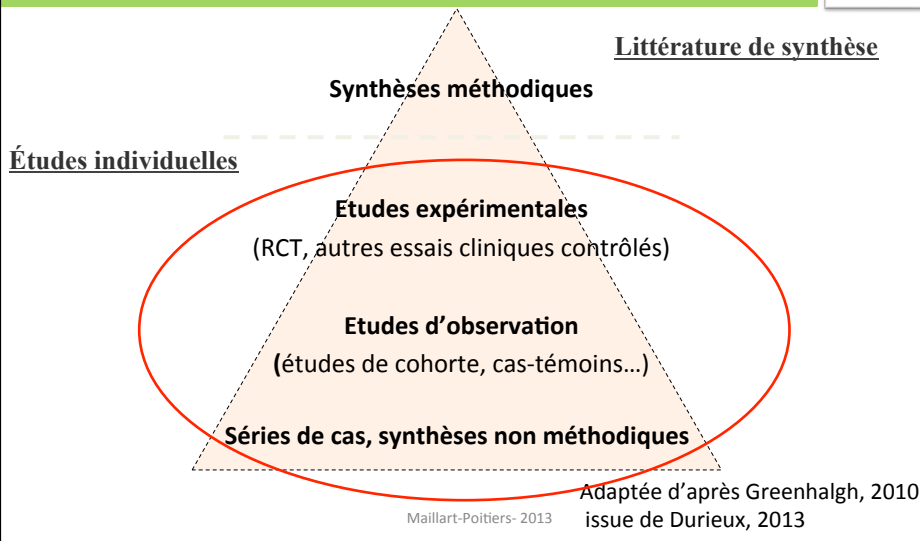 Littérature de synthèse
Synthèses méthodiques
Études individuelles
Etudes expérimentales
(RCT, autres essais cliniques contrôlés)
Etudes d’observation
(études de cohorte, cas-témoins…)
Séries de cas, synthèses non méthodiques
Adaptée d’après Greenhalgh, 2010
Maillart-Poitiers- 2013
issue de Durieux, 2013